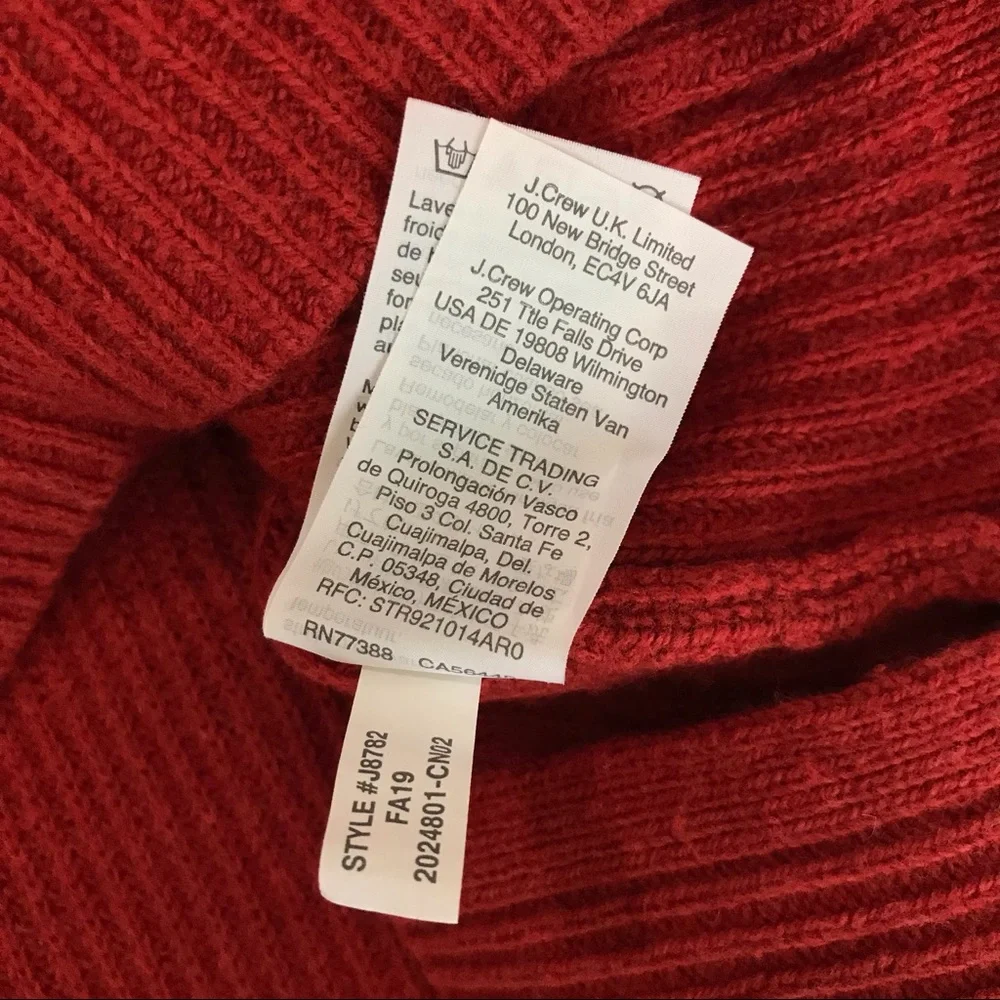 J.Crew U.K. Limited
100 New Bridge Street
London, EC4V 6JA
J.Crew Operating Corp
251 Ttle Falls Drive
USA DE 19808 Wilmington
Delaware
Verenidge Staten Van
Amerika
SERVICE TRADING
S.A. DE C.V.
Prolongación Vasco
de Quiroga 4800, Torre 2,
Piso 3 Col. Santa Fe
Cuajimalpa, Del.
Cuajimalpa de Morelos
C.P. 05348, Ciudad de
México, MÉXICO
RFC: STR921014AR0
RN77388
STYLE #J8782
FA19
2024801-CN02